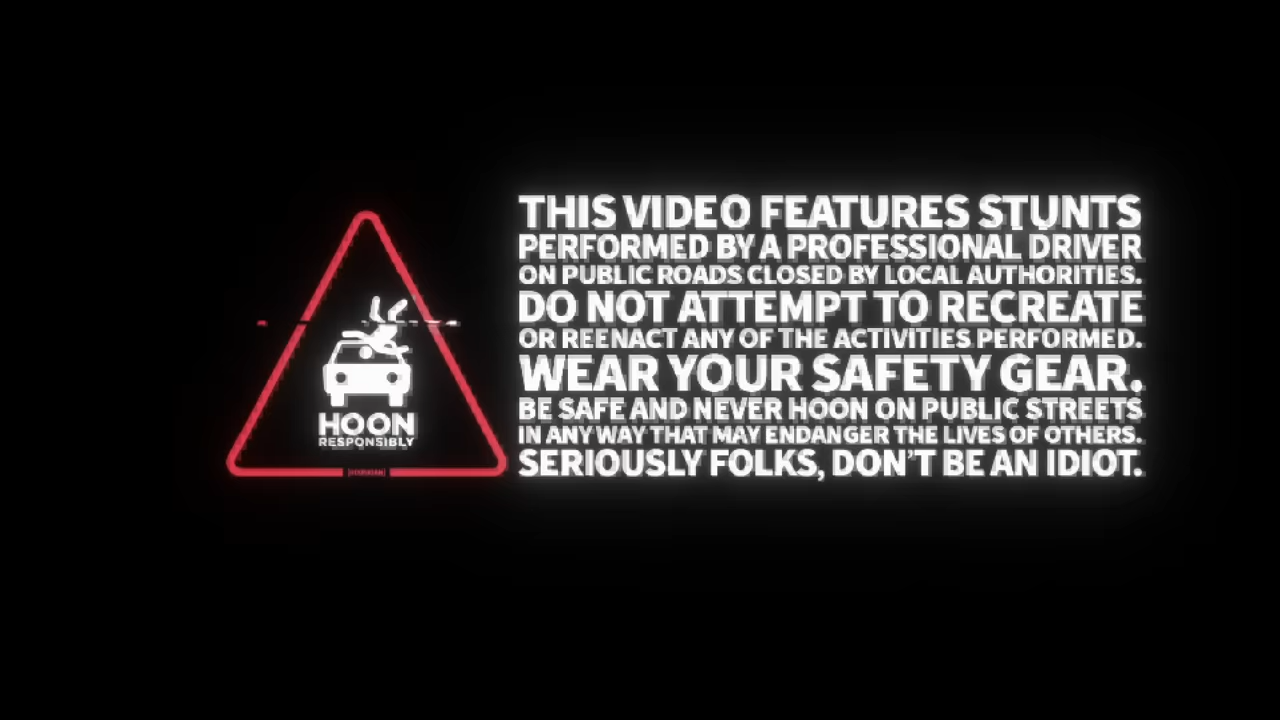 THIS VIDEO FEATURES STUNTS
PERFORMED BY A PROFESSIONAL DRIVER
ON PUBLIC ROADS CLOSED BY LOCAL AUTHORITIES.
DO NOT ATTEMPT TO RECREATE
OR REENACT ANY OF THE ACTIVITIES PERFORMED.
WEAR YOUR SAFETY GEAR.
BE SAFE AND NEVER HOON ON PUBLIC STREETS
IN ANY WAY THAT MAY ENDANGER THE LIVES OF OTHERS.
SERIOUSLY FOLKS, DON'T BE AN IDIOT.
HOON
RESPONSIBLY